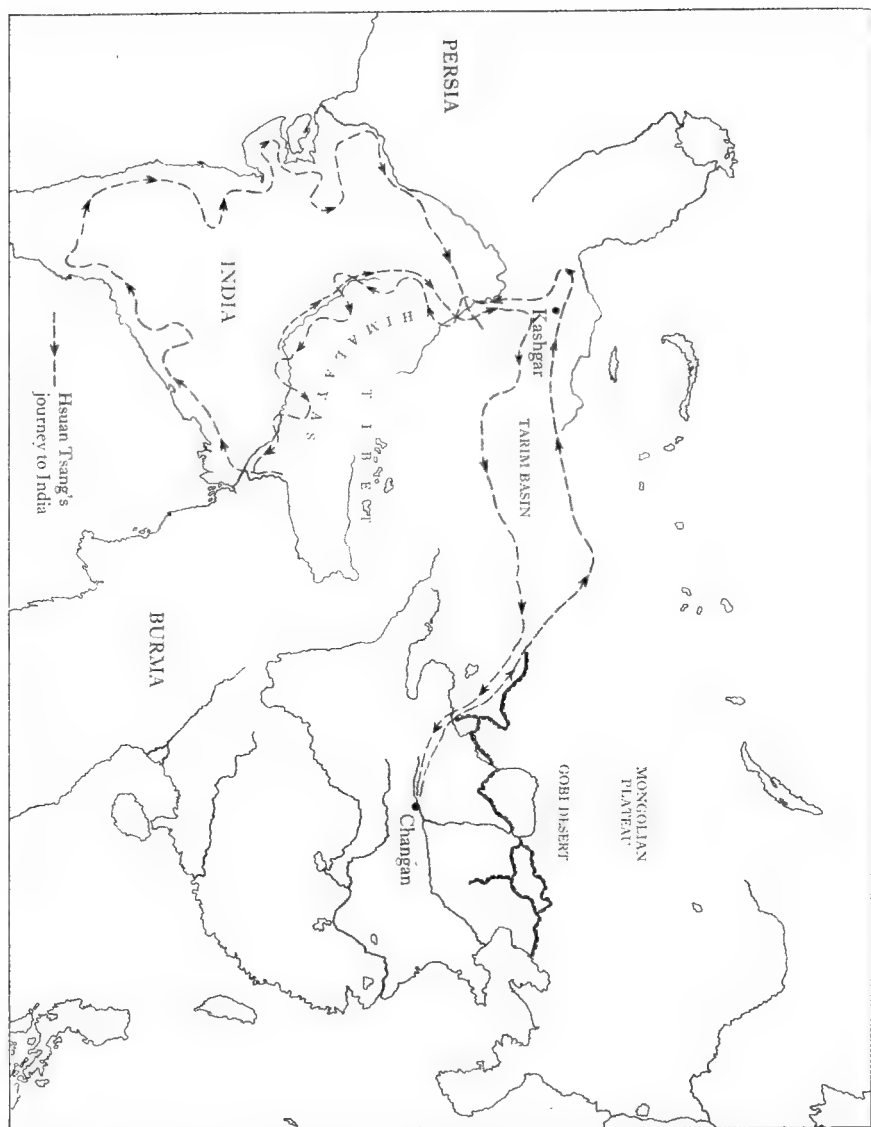 PERSIA
Kashgar
TARIM BASIN
MONGOLIAN
PLATEAU
GOBI DESERT
HIMALAYAS
TIBET
INDIA
Changan
BURMA
Hsuan Tsang's
journey to India